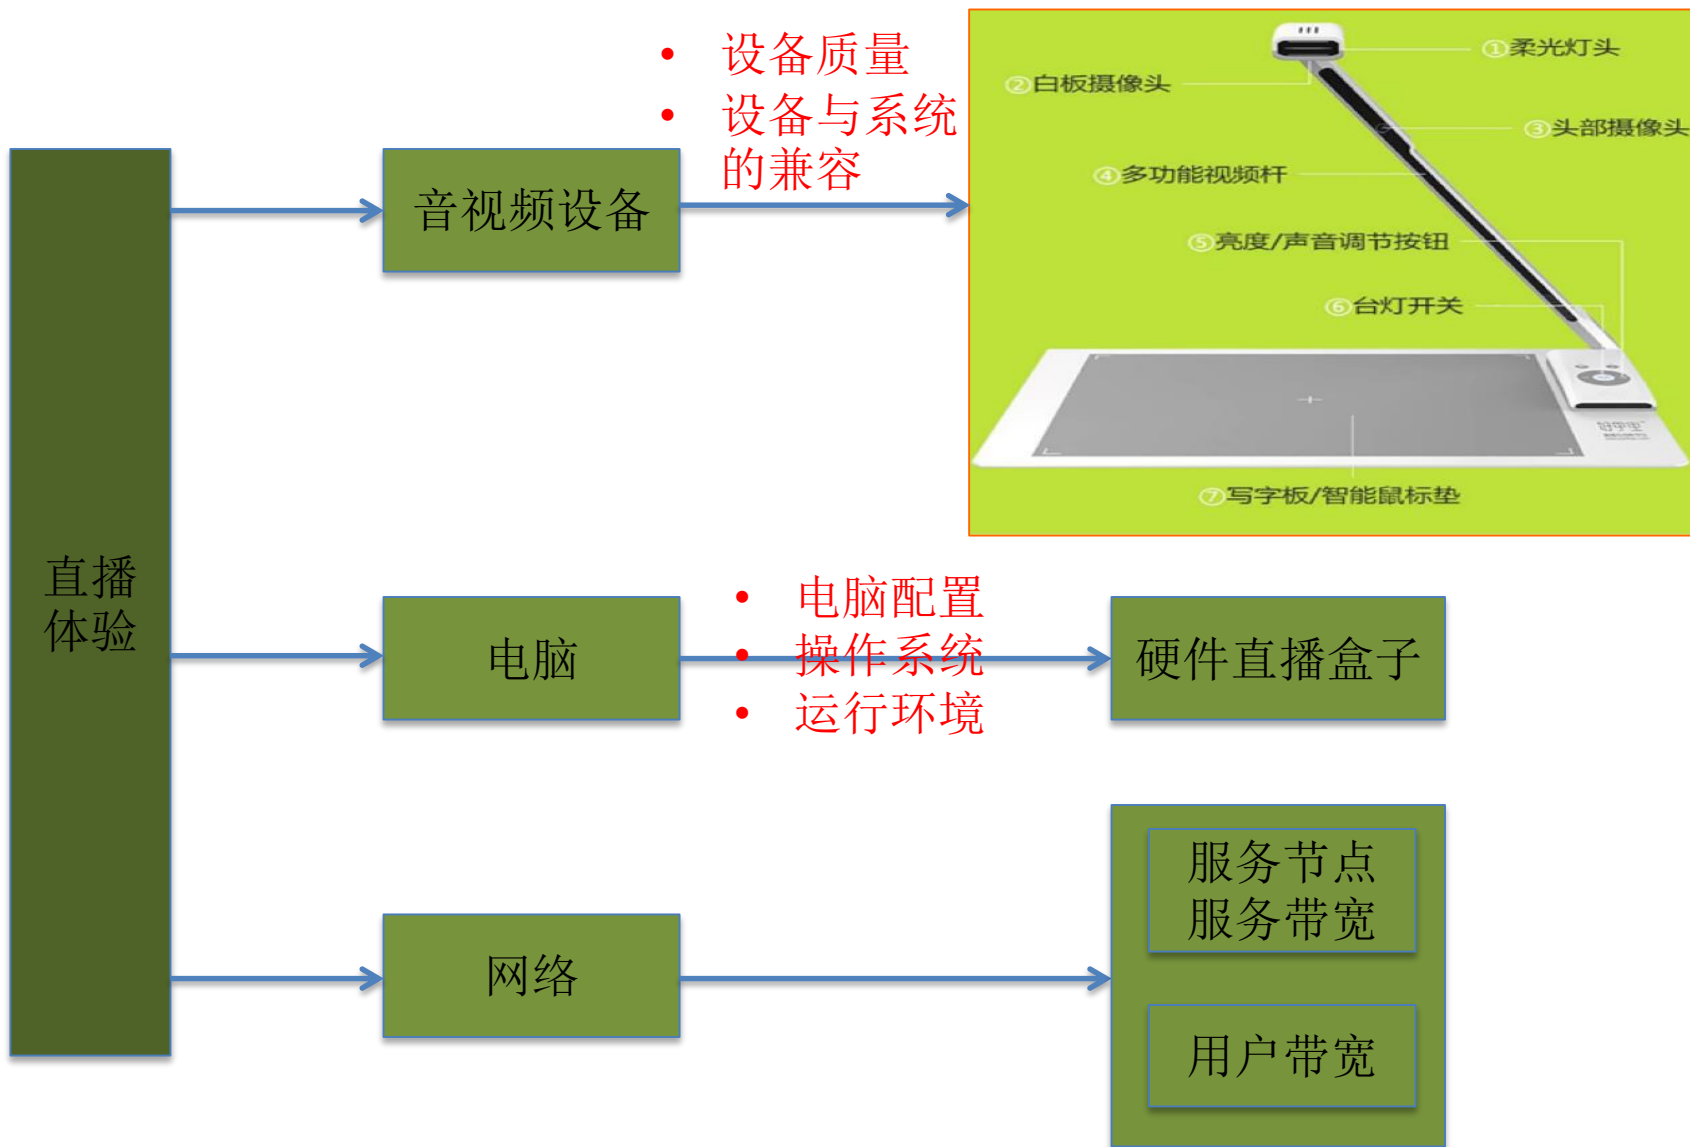 设备质量
设备与系统
的兼容
音视频设备
①柔光灯头
②白板摄像头
③头部摄像头
④多功能视频杆
⑤亮度/声音调节按钮
⑥台灯开关
⑦写字板/智能鼠标垫
直播
体验
电脑配置
操作系统
运行环境
电脑
硬件直播盒子
服务节点
服务带宽
网络
用户带宽